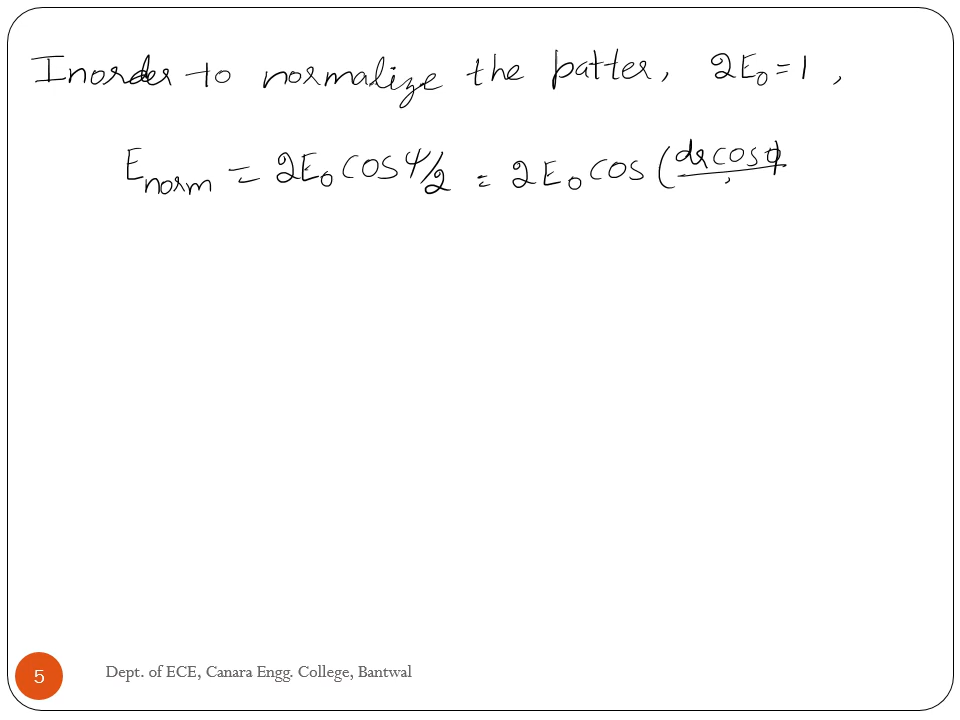 Inorder to normalize the patter, 2E₀ = 1 ,
E_norm = 2E₀ COS ψ/2 = 2E₀ COS (dr cos φ
5
Dept. of ECE, Canara Engg. College, Bantwal